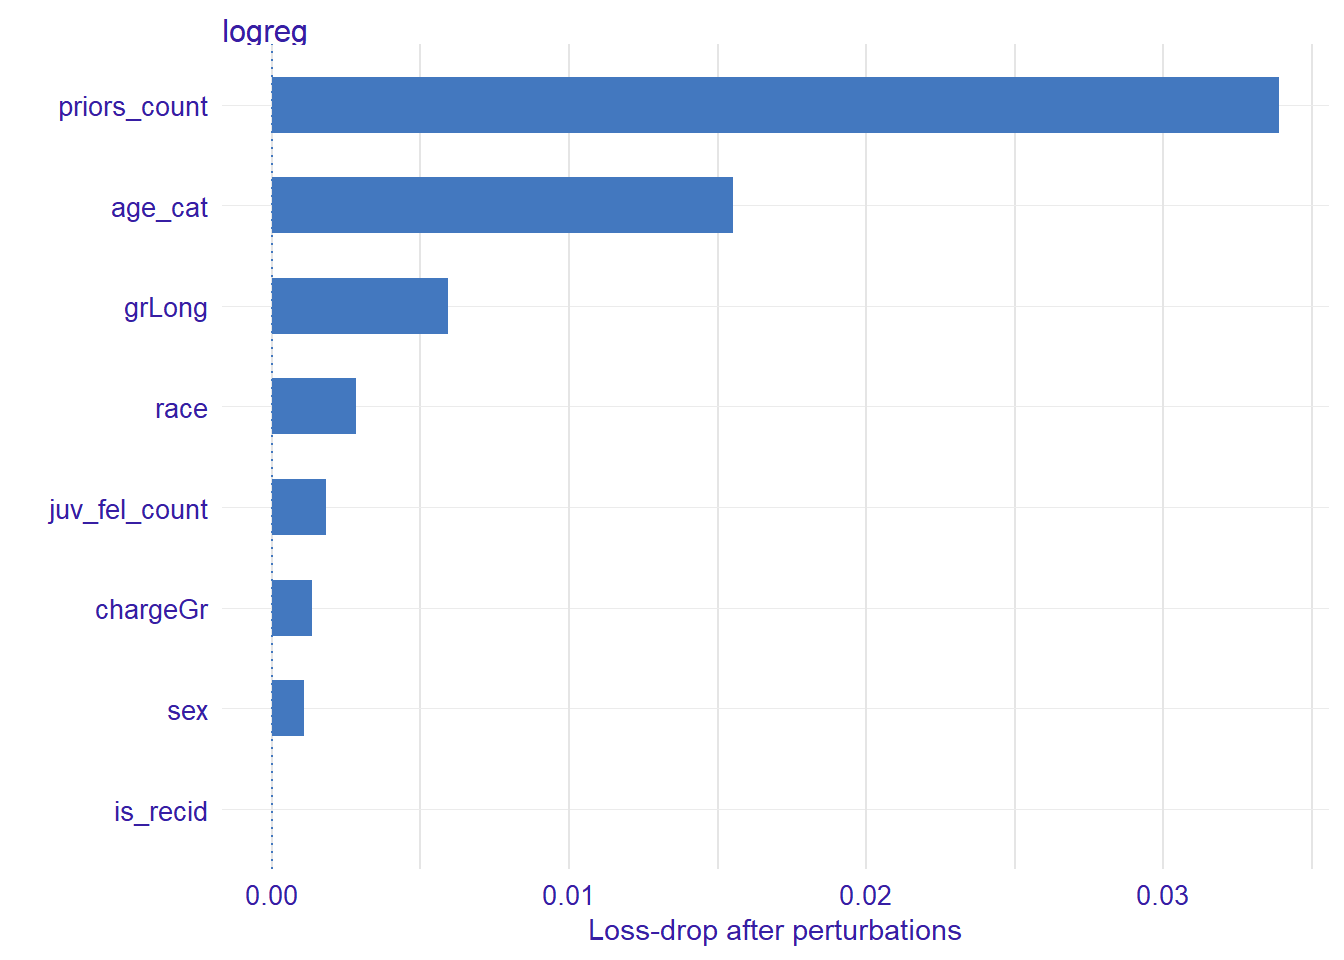 logreg
priors_count
age_cat
grLong
race
juv_fel_count
chargeGr
sex
is_recid
0.00 0.01 0.02 0.03
Loss-drop after perturbations